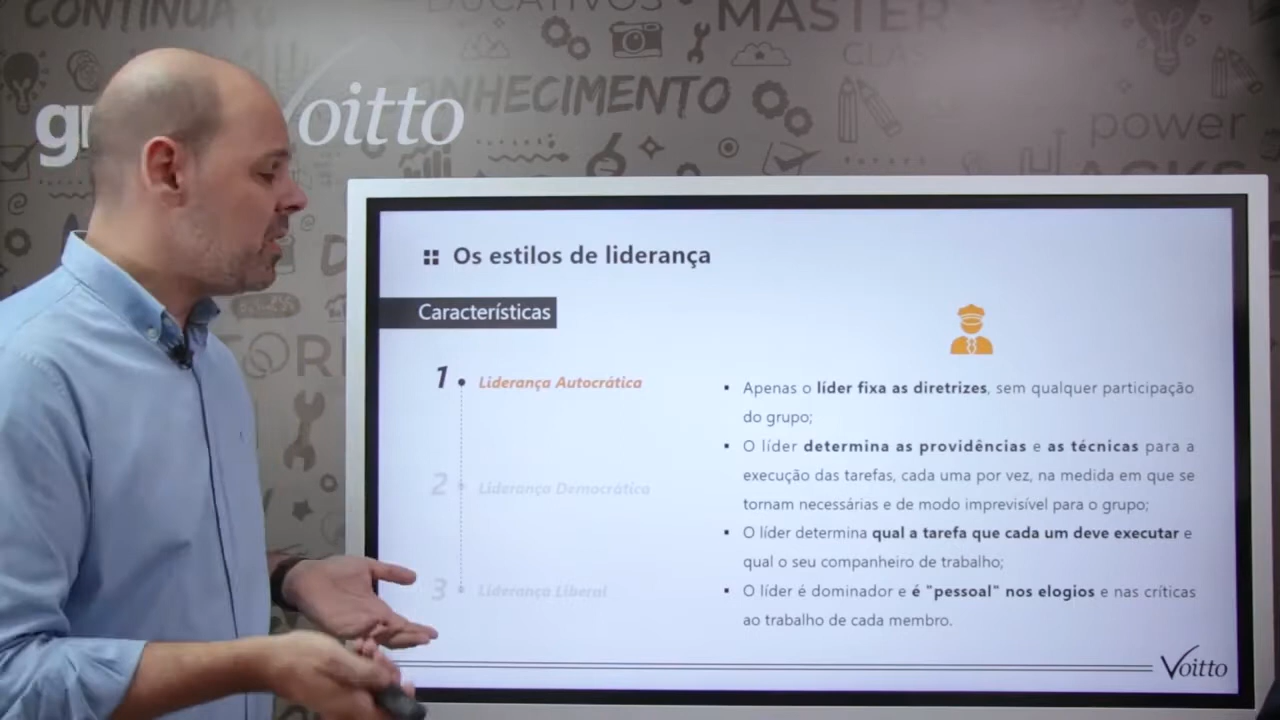 CONTINUA
EDUCATIVOS
MASTER
CLASS
CONHECIMENTO
power
HACKS
Voitto
Os estilos de liderança
Características
1 Liderança Autocrática
2 Liderança Democrática
3 Liderança Liberal
▪ Apenas o líder fixa as diretrizes, sem qualquer participação
do grupo;
▪ O líder determina as providências e as técnicas para a
execução das tarefas, cada uma por vez, na medida em que se
tornam necessárias e de modo imprevisível para o grupo;
▪ O líder determina qual a tarefa que cada um deve executar e
qual o seu companheiro de trabalho;
▪ O líder é dominador e é "pessoal" nos elogios e nas críticas
ao trabalho de cada membro.
Voitto